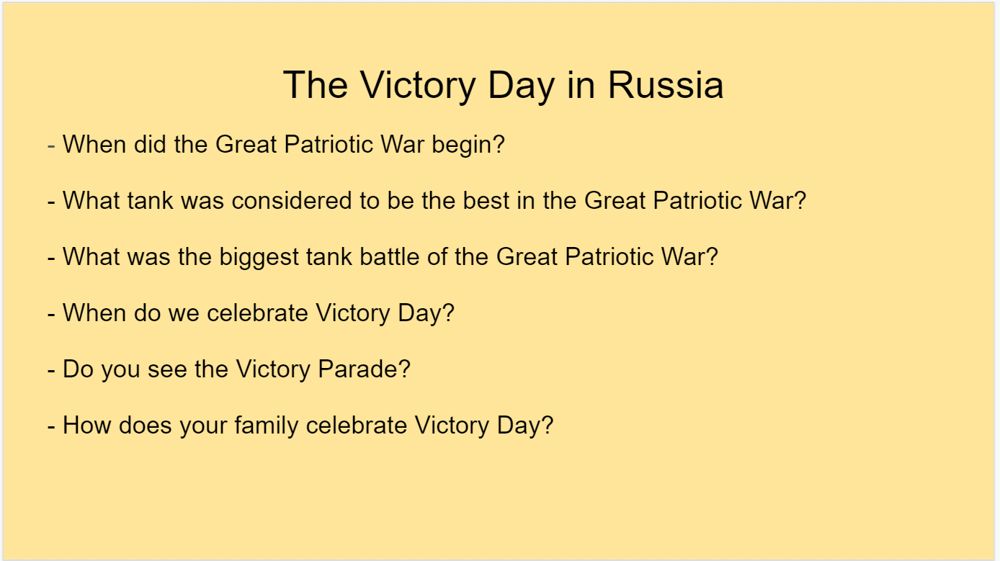 The Victory Day in Russia
- When did the Great Patriotic War begin?
- What tank was considered to be the best in the Great Patriotic War?
- What was the biggest tank battle of the Great Patriotic War?
- When do we celebrate Victory Day?
- Do you see the Victory Parade?
- How does your family celebrate Victory Day?